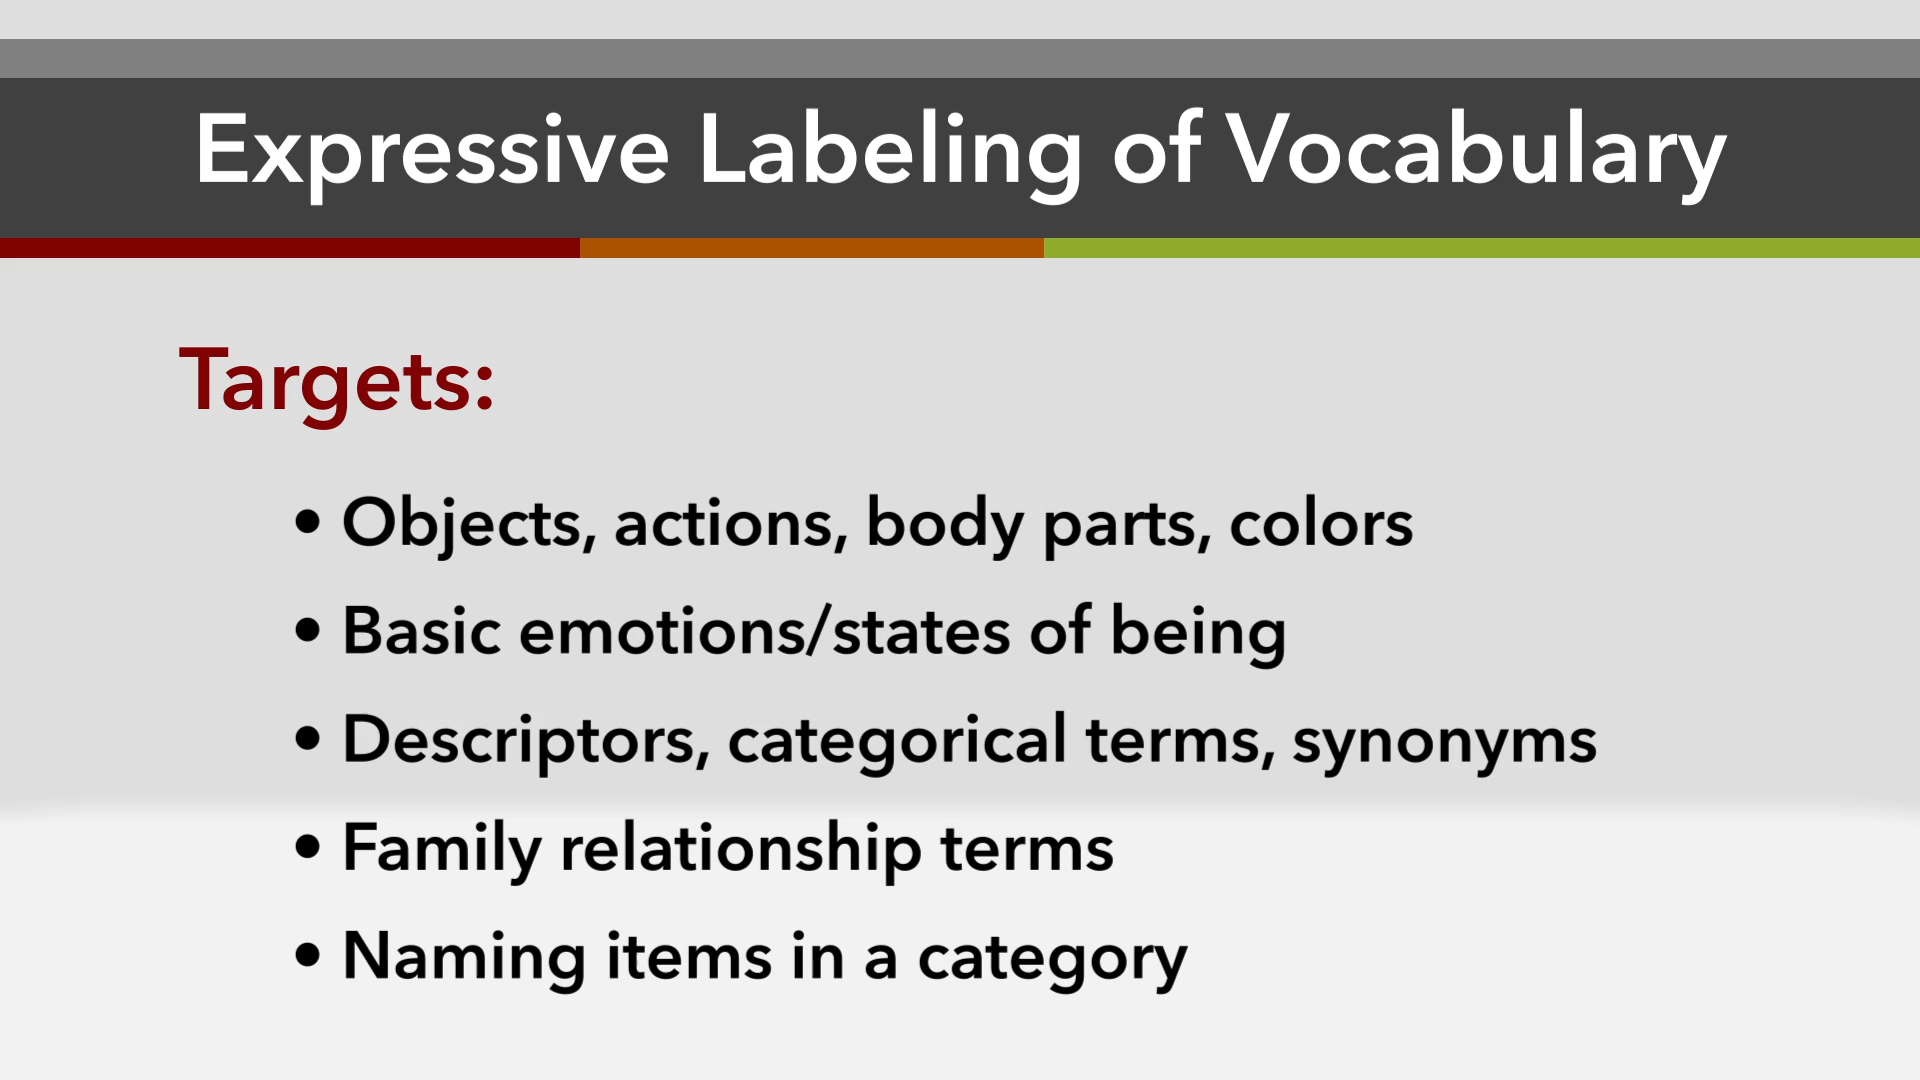 Expressive Labeling of Vocabulary
Targets:
• Objects, actions, body parts, colors
• Basic emotions/states of being
• Descriptors, categorical terms, synonyms
• Family relationship terms
• Naming items in a category